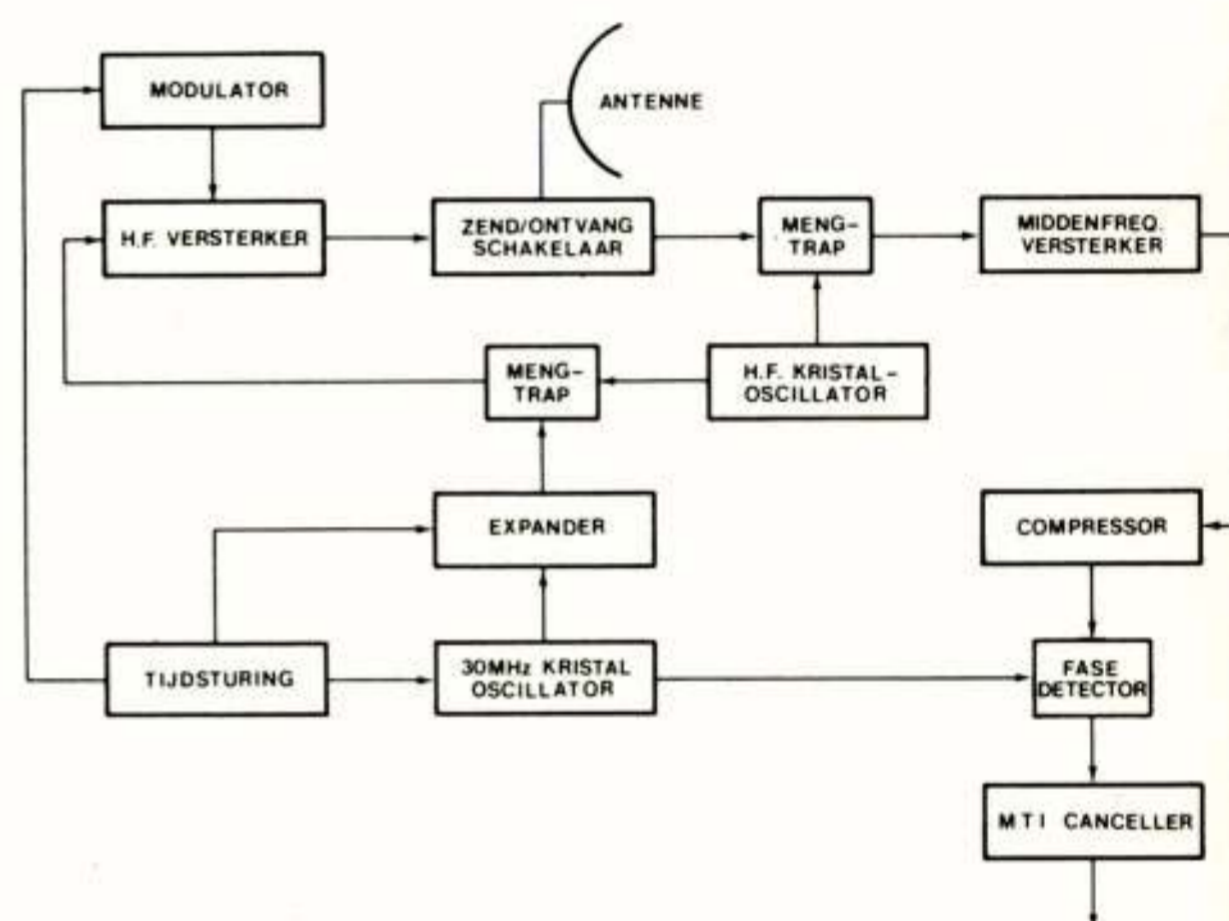 MODULATOR
ANTENNE
H.F. VERSTERKER
ZEND/ONTVANG
SCHAKELAAR
MENG-
TRAP
MIDDENFREQ.
VERSTERKER
MENG-
TRAP
H.F. KRISTAL-
OSCILLATOR
EXPANDER
COMPRESSOR
TIJDSTURING
30MHz KRISTAL
OSCILLATOR
FASE
DETECTOR
MTI CANCELLER